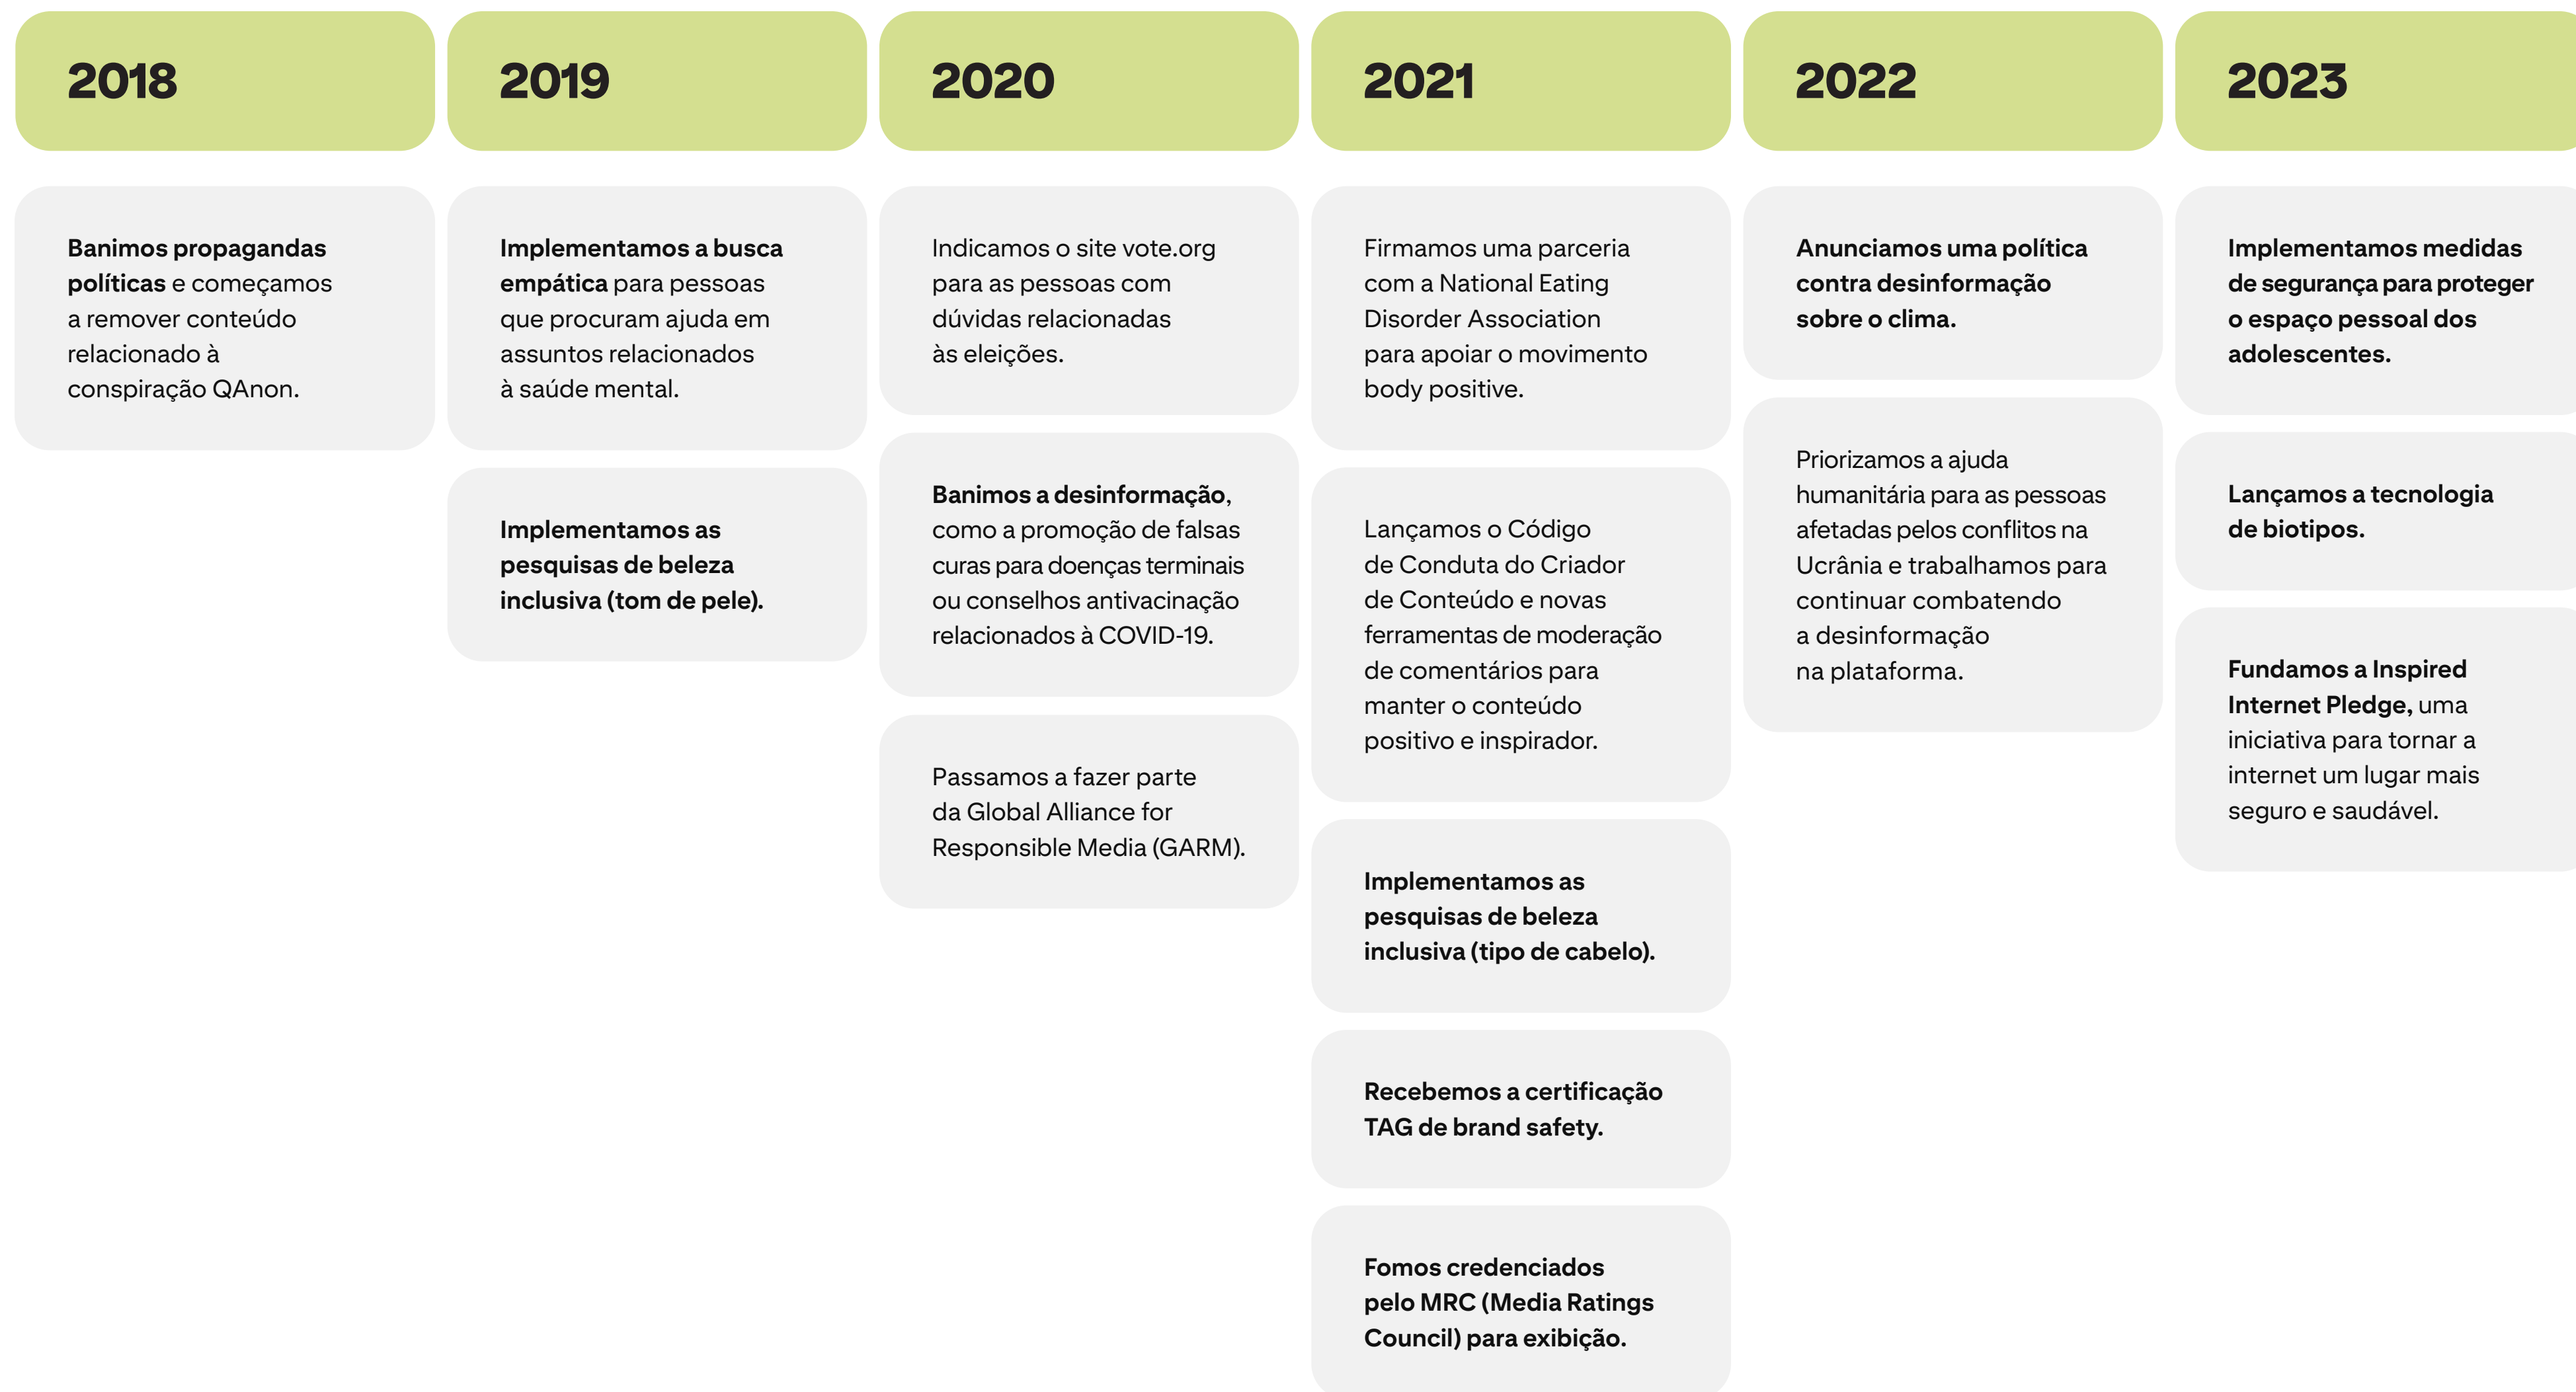 2018
Banimos propagandas
políticas e começamos
a remover conteúdo
relacionado à
conspiração QAnon.
2019
Implementamos a busca
empática para pessoas
que procuram ajuda em
assuntos relacionados
à saúde mental.
Implementamos as
pesquisas de beleza
inclusiva (tom de pele).
2020
Indicamos o site vote.org
para as pessoas com
dúvidas relacionadas
às eleições.
Banimos a desinformação,
como a promoção de falsas
curas para doenças terminais
ou conselhos antivacinação
relacionados à COVID-19.
Passamos a fazer parte
da Global Alliance for
Responsible Media (GARM).
2021
Firmamos uma parceria
com a National Eating
Disorder Association
para apoiar o movimento
body positive.
Lançamos o Código
de Conduta do Criador
de Conteúdo e novas
ferramentas de moderação
de comentários para
manter o conteúdo
positivo e inspirador.
Implementamos as
pesquisas de beleza
inclusiva (tipo de cabelo).
Recebemos a certificação
TAG de brand safety.
Fomos credenciados
pelo MRC (Media Ratings
Council) para exibição.
2022
Anunciamos uma política
contra desinformação
sobre o clima.
Priorizamos a ajuda
humanitária para as pessoas
afetadas pelos conflitos na
Ucrânia e trabalhamos para
continuar combatendo
a desinformação
na plataforma.
2023
Implementamos medidas
de segurança para proteger
o espaço pessoal dos
adolescentes.
Lançamos a tecnologia
de biotipos.
Fundamos a Inspired
Internet Pledge, uma
iniciativa para tornar a
internet um lugar mais
seguro e saudável.